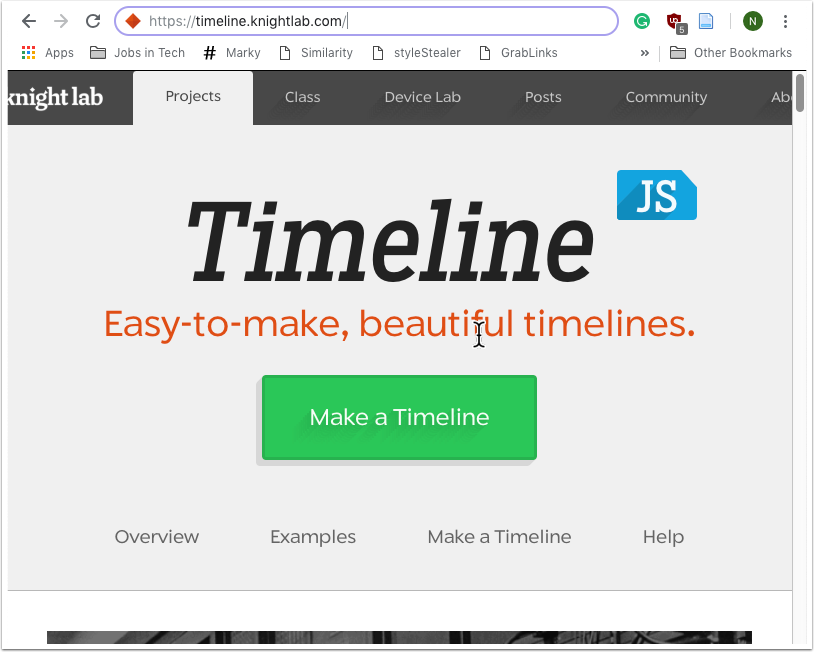 https://timeline.knightlab.com/
5
N
Apps Jobs in Tech # Marky Similarity styleStealer GrabLinks » Other Bookmarks
knight lab Projects Class Device Lab Posts Community Ab
JS
Timeline
Easy-to-make, beautiful timelines.
Make a Timeline
Overview Examples Make a Timeline Help